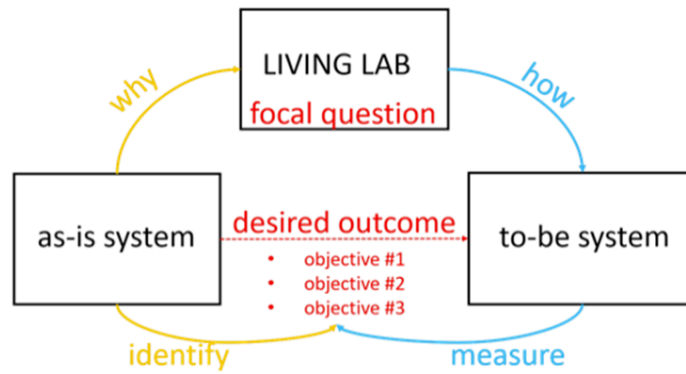 LIVING LAB
focal question
why
how
as-is system
desired outcome
• objective #1
• objective #2
• objective #3
to-be system
identify
measure